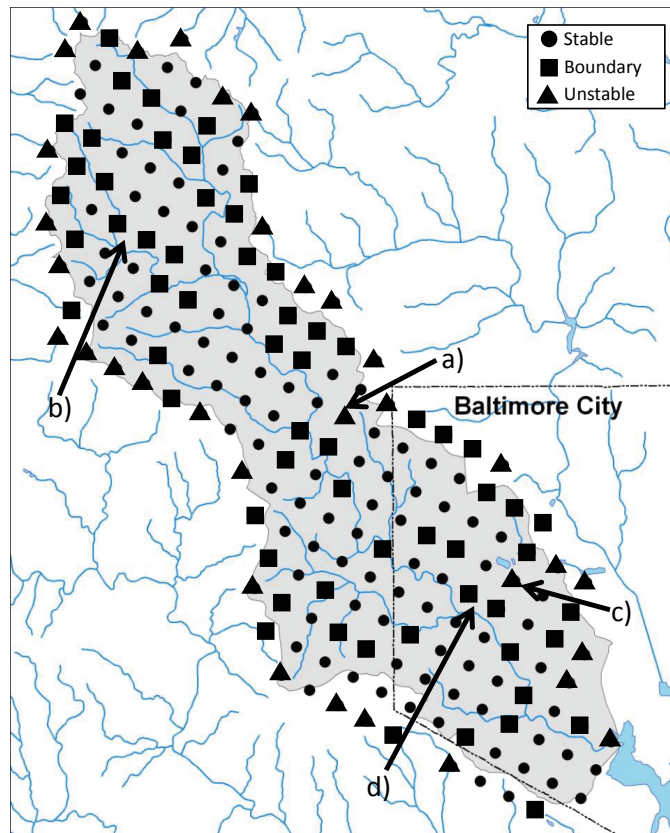 Stable
Boundary
Unstable
a)
b)
Baltimore City
c)
d)